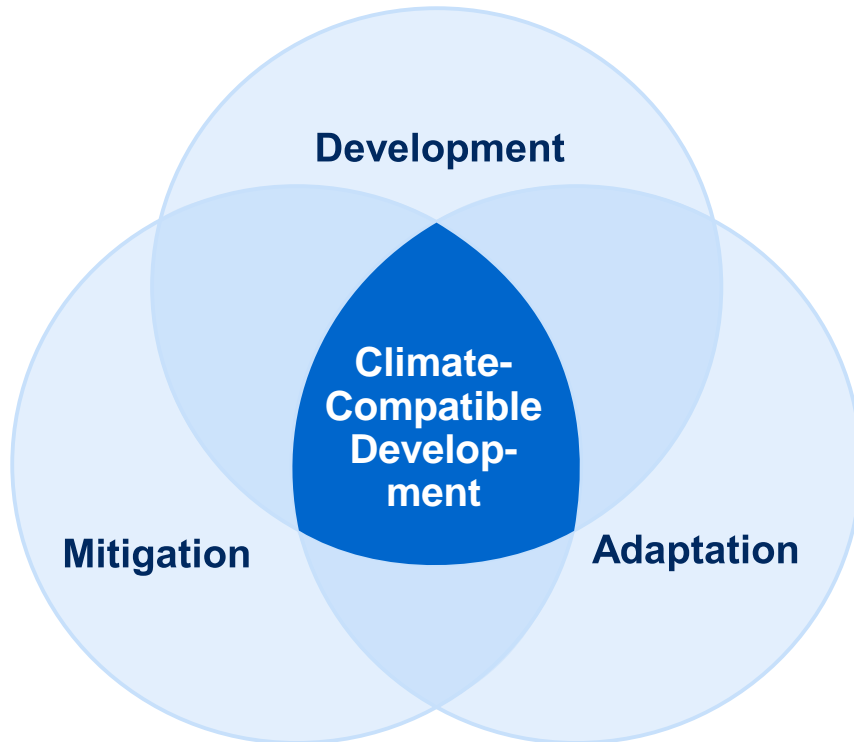 Development
Climate-
Compatible
Develop-
ment
Mitigation
Adaptation